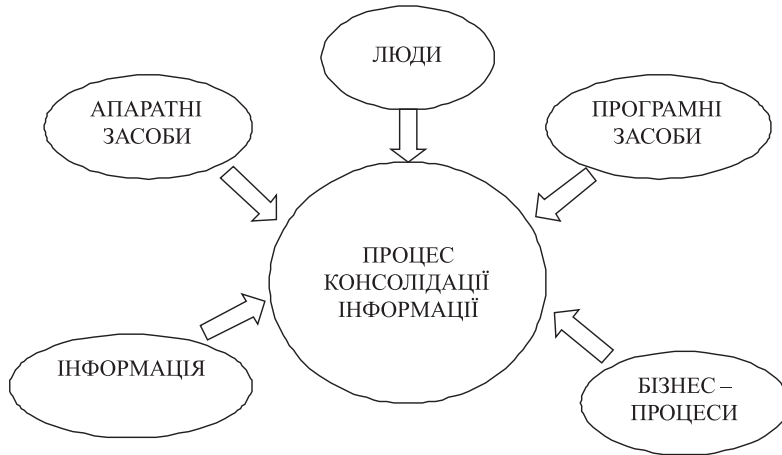 ЛЮДИ
АПАРАТНІ
ЗАСОБИ
ПРОГРАМНІ
ЗАСОБИ
ПРОЦЕС
КОНСОЛІДАЦІЇ
ІНФОРМАЦІЇ
ІНФОРМАЦІЯ
БІЗНЕС –
ПРОЦЕСИ